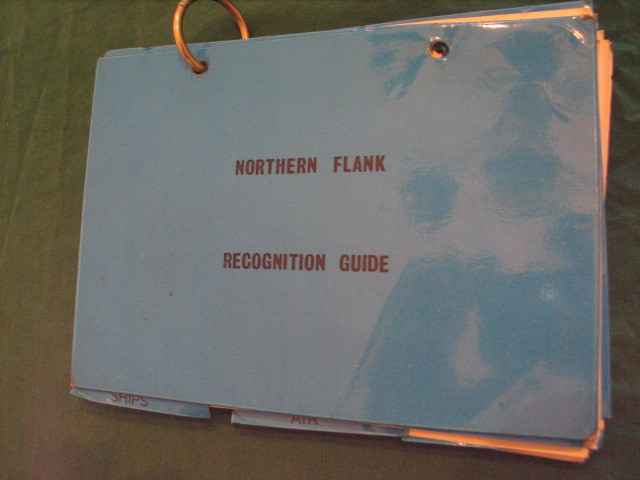 NORTHERN FLANK
RECOGNITION GUIDE
SHIPS
AIR